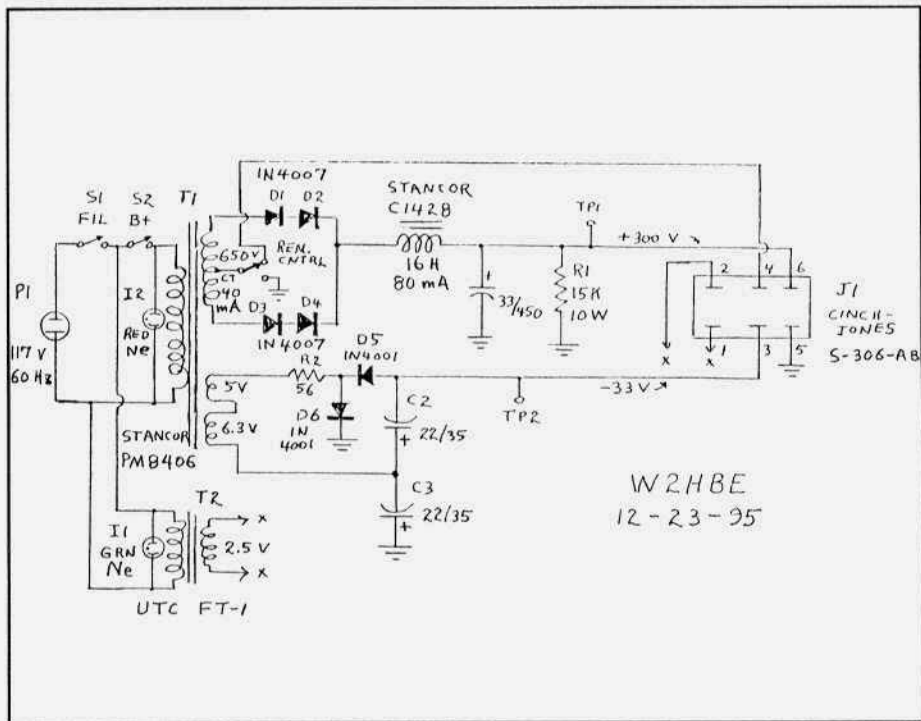 1N4007
D1 D2
STANCOR
C1428
16 H
80 mA
TP1
+300 V
S1
FIL
S2
B+
T1
650V
CT
40
mA
REM.
CNTRL
P1
117 V
60 Hz
I2
RED
Ne
D3 D4
1N 4007
33/450
R1
15K
10W
2 4 6
1 3 5
x x
J1
CINCH-
JONES
S-306-AB
D5
1N4001
R2
56
5V
6.3V
D6
1N
4001
C2
22/35
TP2
-33V
STANCOR
PM8406
C3
22/35
W2HBE
12-23-95
I1
GRN
Ne
T2
x
2.5 V
x
UTC FT-1